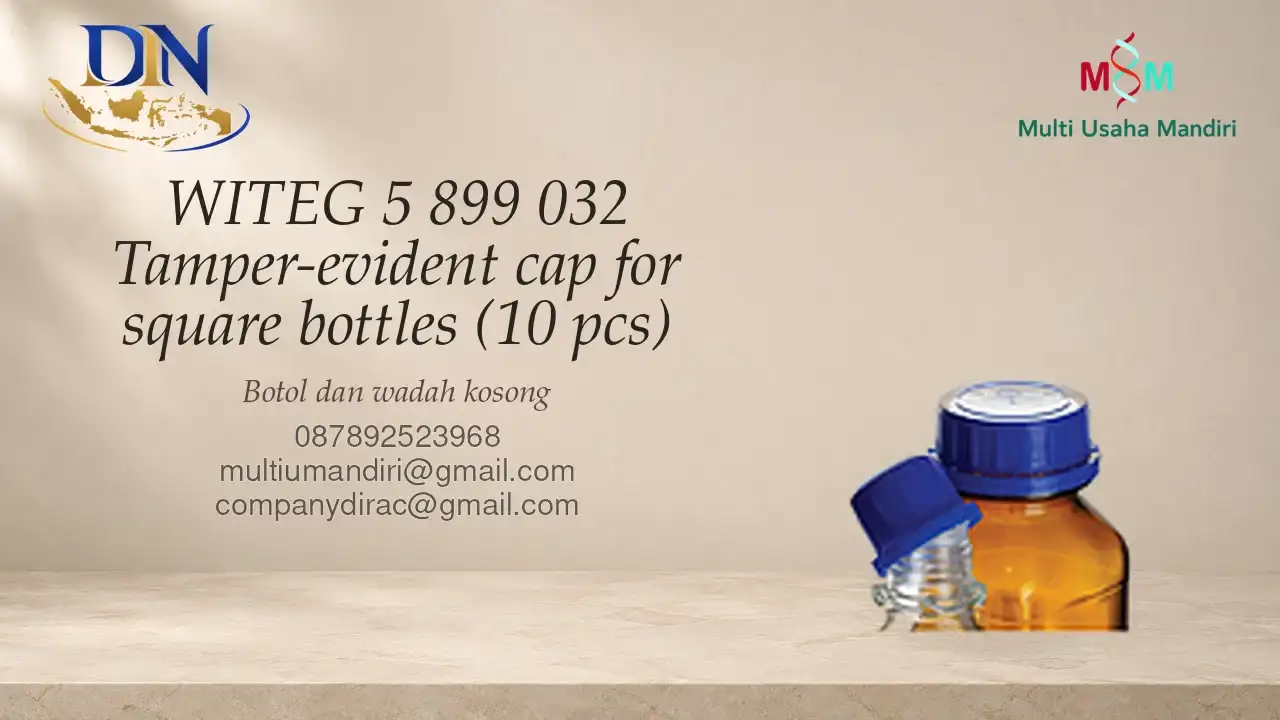 DN
M M
Multi Usaha Mandiri
WITEG 5 899 032
Tamper-evident cap for
square bottles (10 pcs)
Botol dan wadah kosong
087892523968
multiumandiri@gmail.com
companydirac@gmail.com